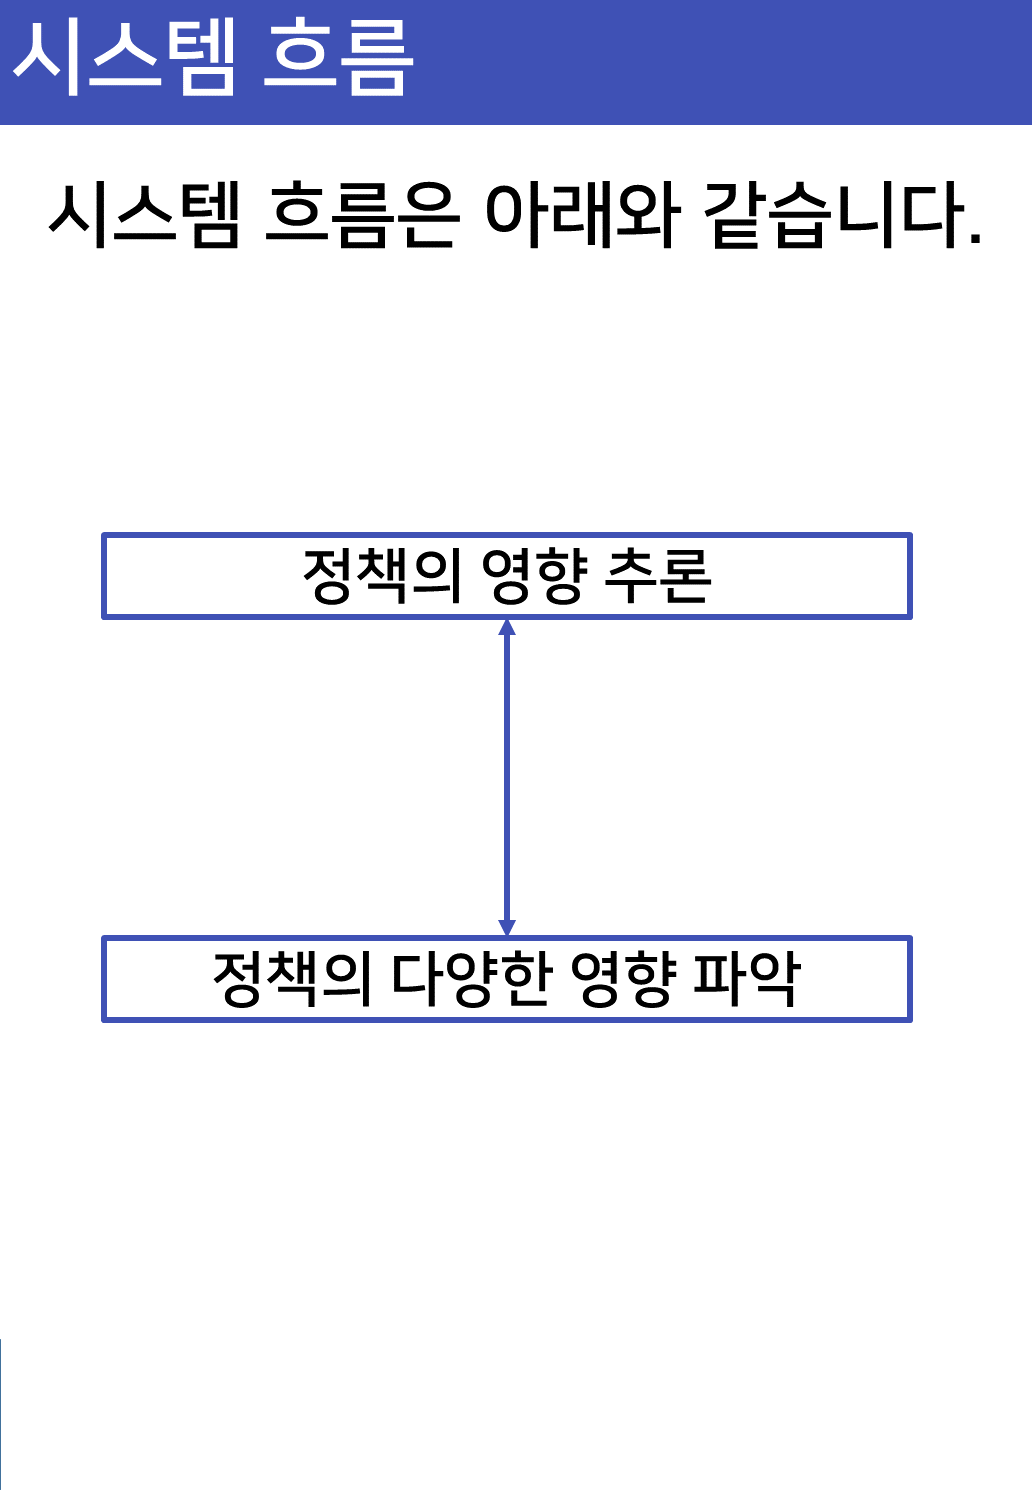 시스템 흐름
시스템 흐름은 아래와 같습니다.
정책의 영향 추론
정책의 다양한 영향 파악